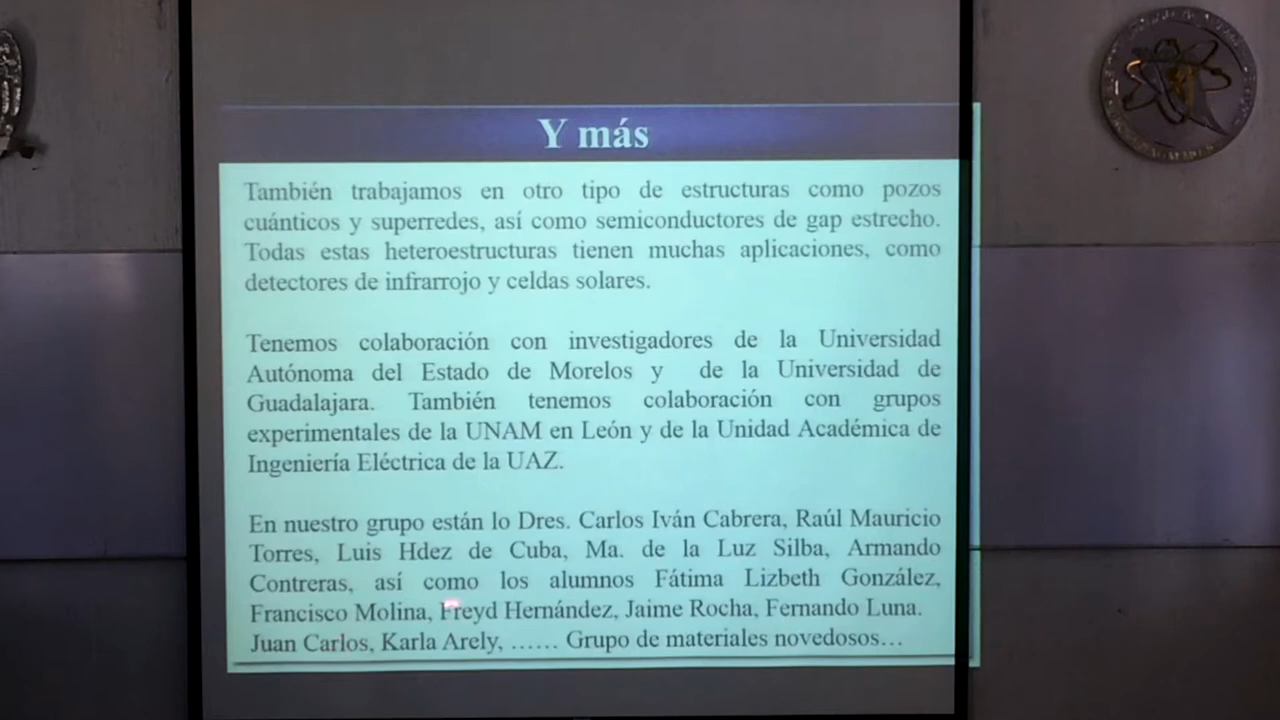 Y más
También trabajamos en otro tipo de estructuras como pozos
cuánticos y superredes, así como semiconductores de gap estrecho.
Todas estas heteroestructuras tienen muchas aplicaciones, como
detectores de infrarrojo y celdas solares.
Tenemos colaboración con investigadores de la Universidad
Autónoma del Estado de Morelos y de la Universidad de
Guadalajara. También tenemos colaboración con grupos
experimentales de la UNAM en León y de la Unidad Académica de
Ingeniería Eléctrica de la UAZ.
En nuestro grupo están lo Dres. Carlos Iván Cabrera, Raúl Mauricio
Torres, Luis Hdez de Cuba, Ma. de la Luz Silba, Armando
Contreras, así como los alumnos Fátima Lizbeth González,
Francisco Molina, Freyd Hernández, Jaime Rocha, Fernando Luna.
Juan Carlos, Karla Arely, …… Grupo de materiales novedosos…